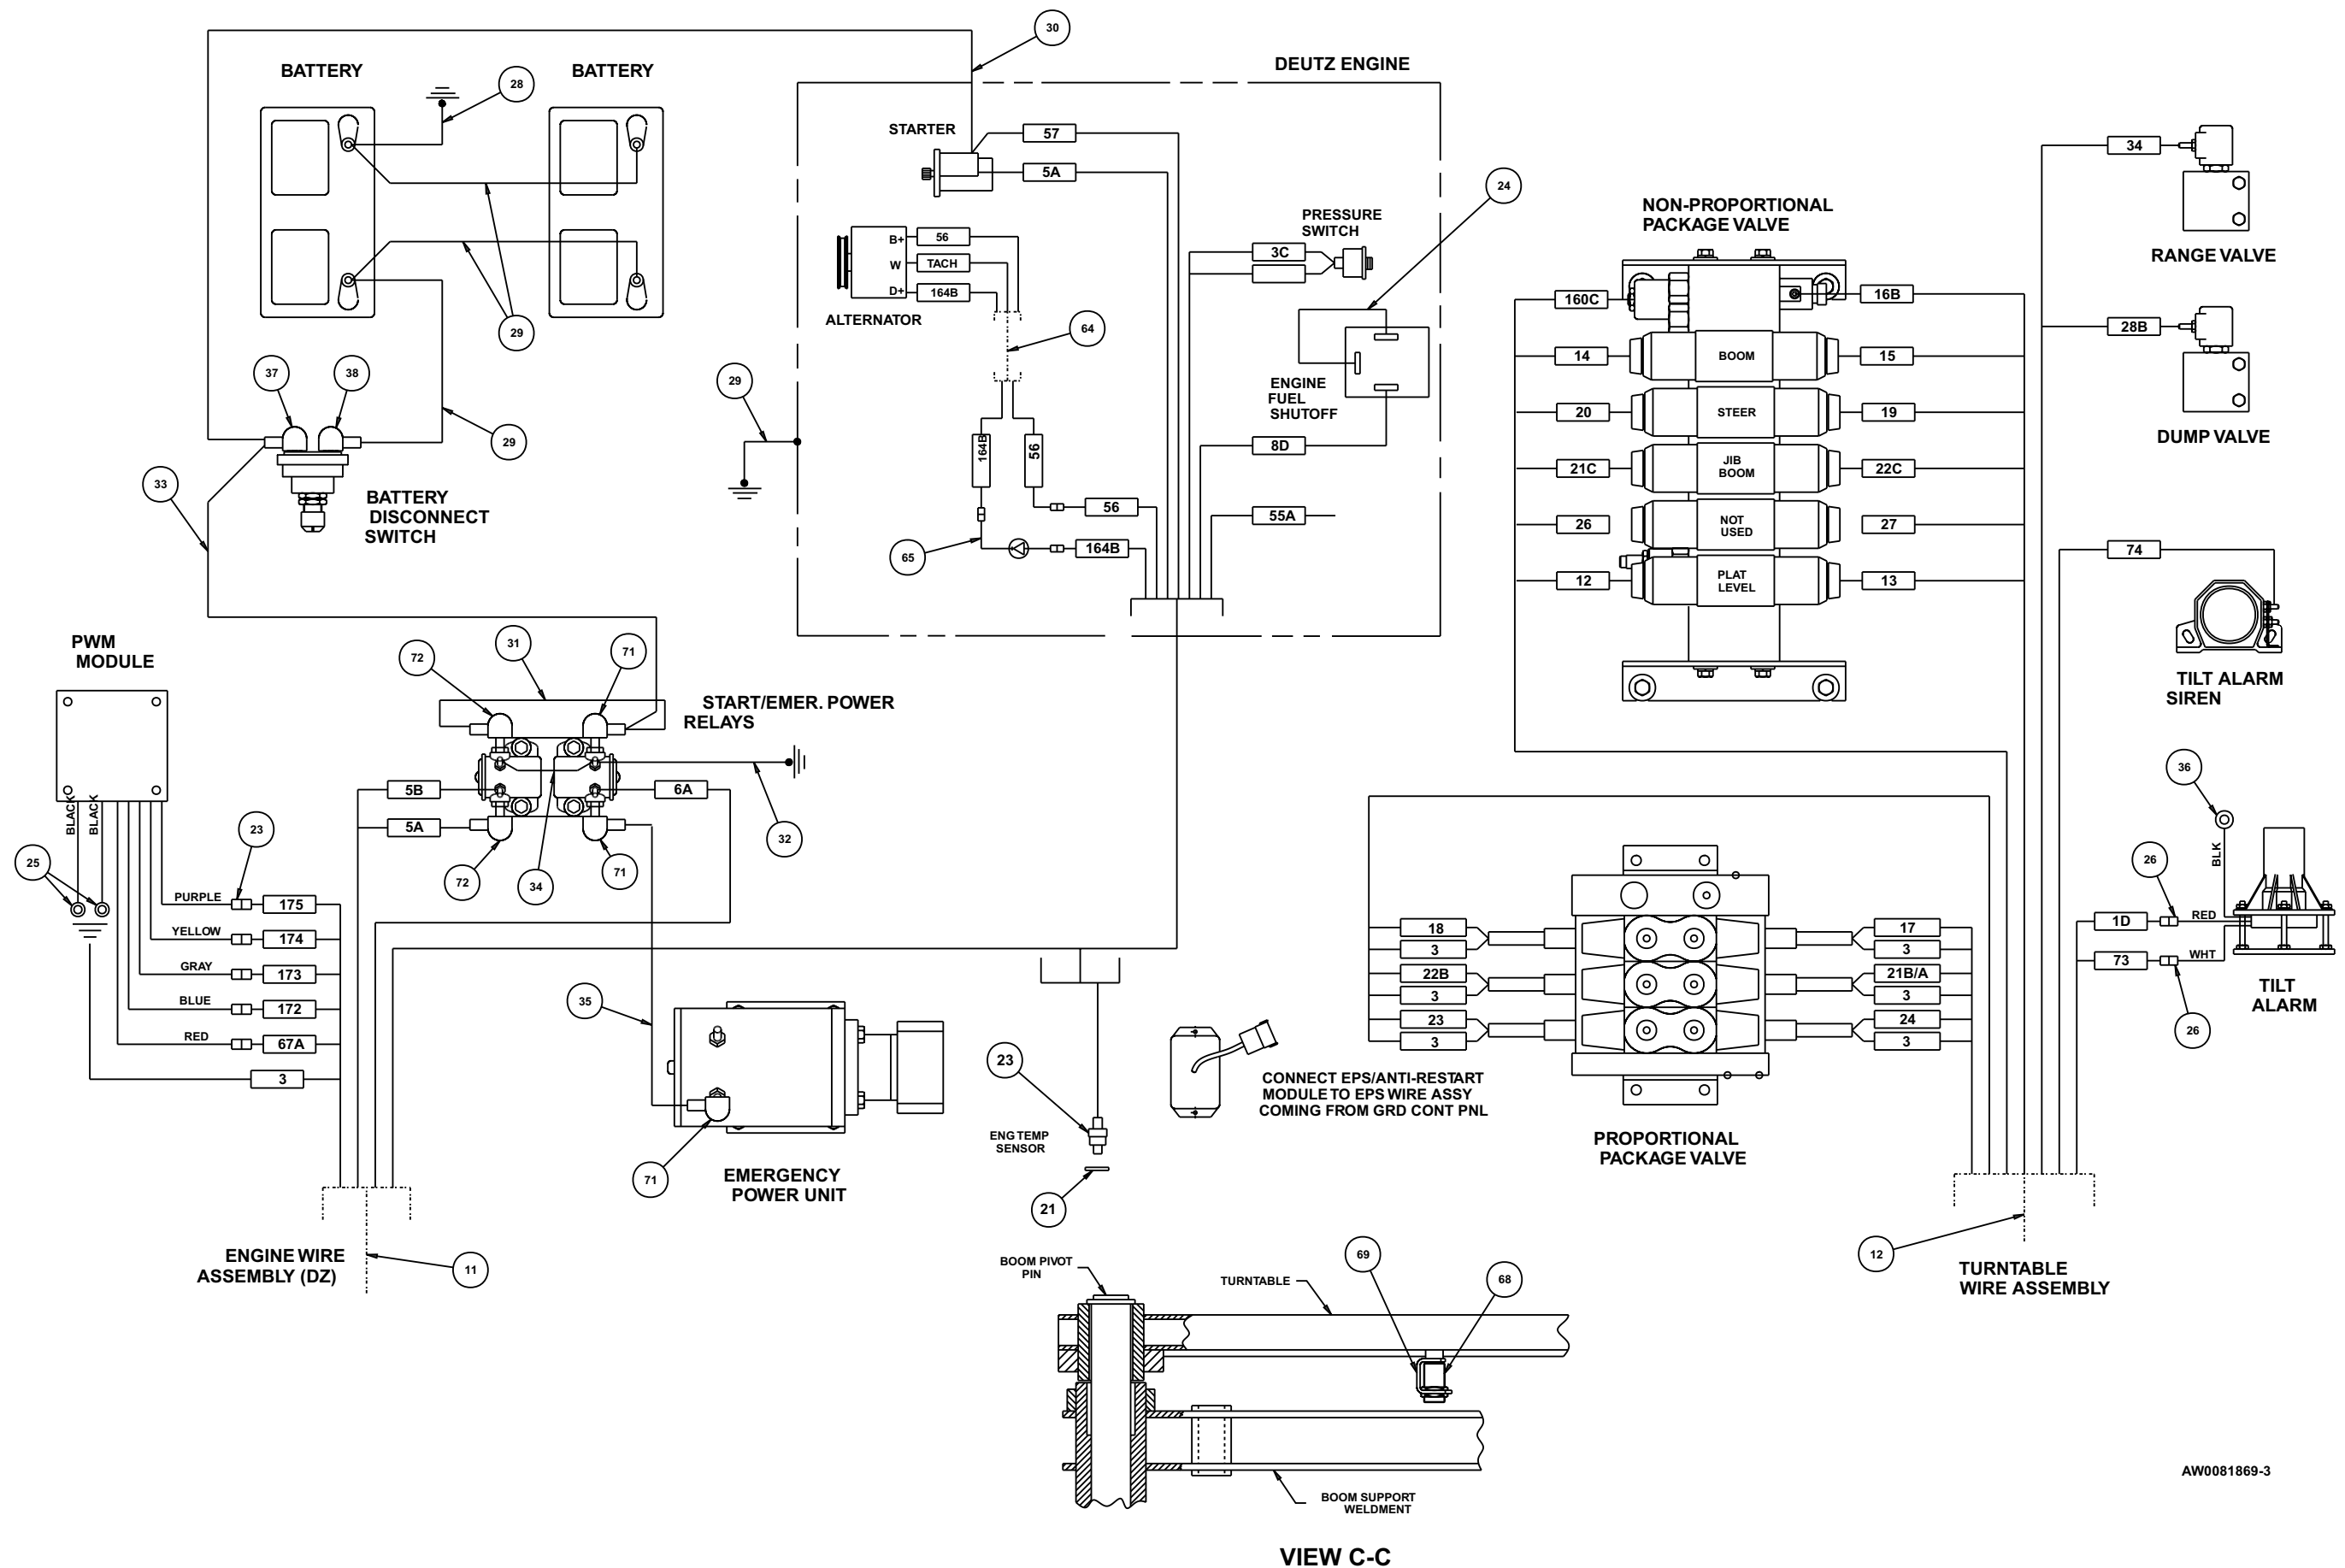 30
DEUTZ ENGINE
BATTERY
BATTERY
28
STARTER
57
5A
24
34
RANGE VALVE
NON-PROPORTIONAL
PACKAGE VALVE
PRESSURE
SWITCH
3C
B+
56
W
TACH
D+
164B
ALTERNATOR
64
29
160C
16B
28B
DUMP VALVE
14
BOOM
15
37
38
29
29
ENGINE
FUEL
SHUTOFF
20
STEER
19
8D
164B
56
21C
JIB
BOOM
22C
33
BATTERY
DISCONNECT
SWITCH
56
55A
26
NOT
USED
27
65
164B
74
12
PLAT
LEVEL
13
PWM
MODULE
72
31
71
START/EMER. POWER
RELAYS
TILT ALARM
SIREN
BLACK
BLACK
5B
6A
5A
32
36
23
25
72
34
71
BLK
26
PURPLE
175
YELLOW
174
GRAY
173
BLUE
172
RED
67A
3
18
3
22B
3
23
3
17
3
21B/A
3
24
3
1D
RED
73
WHT
26
TILT
ALARM
35
23
ENG TEMP
SENSOR
21
CONNECT EPS/ANTI-RESTART
MODULE TO EPS WIRE ASSY
COMING FROM GRD CONT PNL
PROPORTIONAL
PACKAGE VALVE
71
EMERGENCY
POWER UNIT
ENGINE WIRE
ASSEMBLY (DZ)
11
12
TURNTABLE
WIRE ASSEMBLY
BOOM PIVOT
PIN
TURNTABLE
69
68
BOOM SUPPORT
WELDMENT
AW0081869-3
VIEW C-C